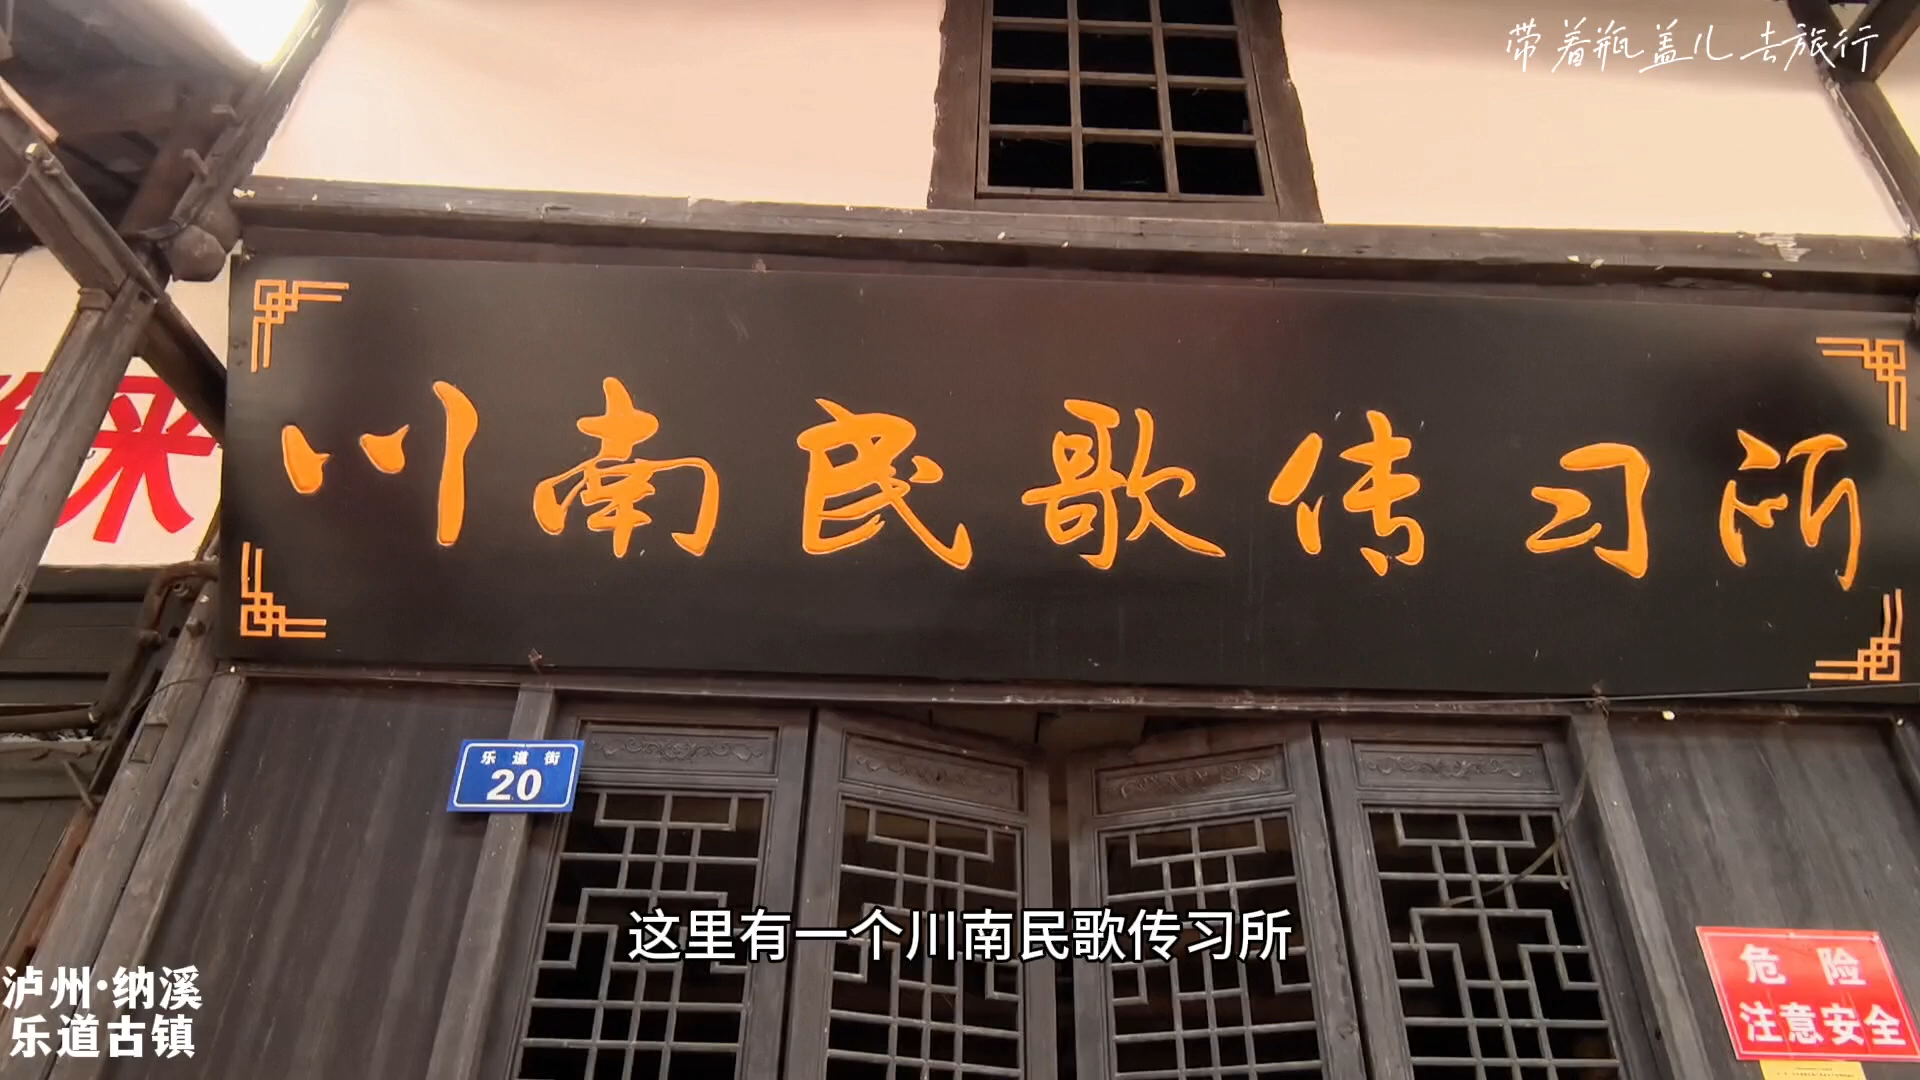 带着瓶盖儿去旅行
川南民歌传习所
乐道街
20
这里有一个川南民歌传习所
泸州·纳溪
乐道古镇
危险
注意安全